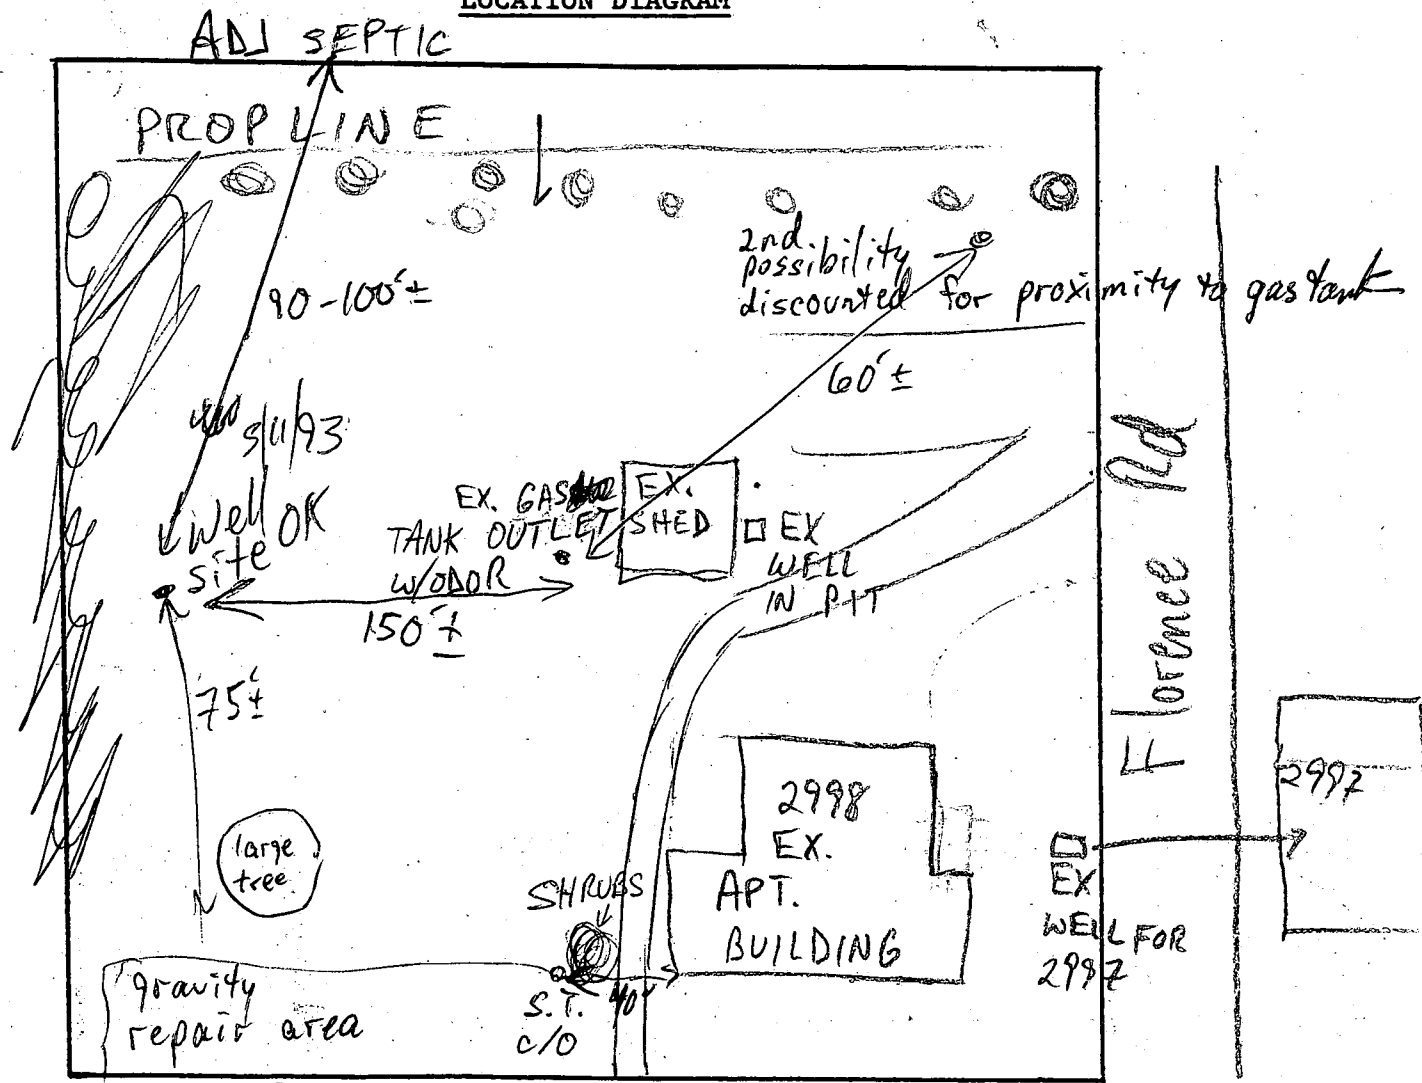 LOCATION DIAGRAM
ADJ SEPTIC
PROP LINE
90-100'±
2nd
possibility
discounted for proximity to gas tank
60'±
5/11/93
Well OK
site
EX. GAS
TANK OUTLET
W/ODOR
150'±
EX.
SHED
EX
WELL
IN PIT
Florence Rd
75'±
large
tree
2998
EX.
APT.
BUILDING
2997
EX
WELL FOR
2997
SHRUBS
S.T. 40'
c/o
gravity
repair area